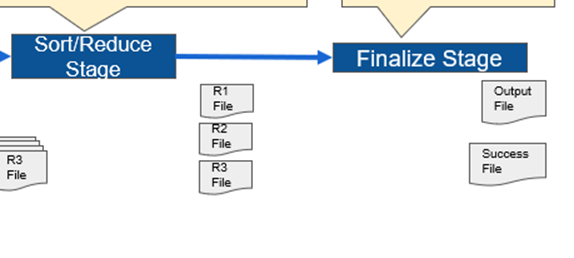 Sort/Reduce
Stage
Finalize Stage
R1
File
R2
File
R3
File
R3
File
Output
File
Success
File